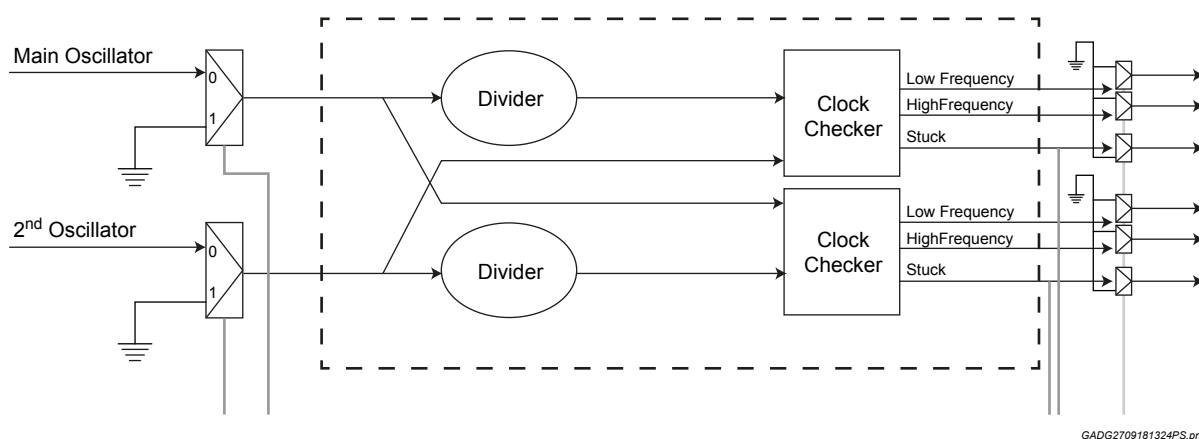 Main Oscillator
0
1
Divider
Clock
Checker
Low Frequency
HighFrequency
Stuck
2nd Oscillator
0
1
Divider
Clock
Checker
Low Frequency
HighFrequency
Stuck